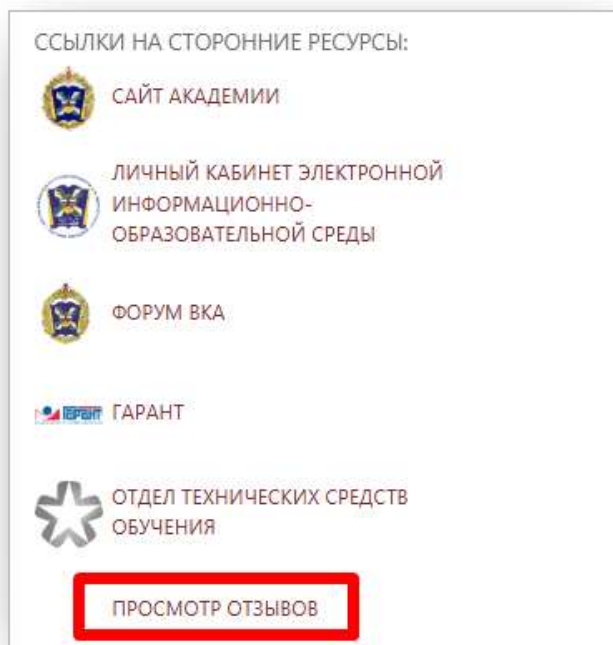 ССЫЛКИ НА СТОРОННИЕ РЕСУРСЫ:
САЙТ АКАДЕМИИ
ЛИЧНЫЙ КАБИНЕТ ЭЛЕКТРОННОЙ
ИНФОРМАЦИОННО-
ОБРАЗОВАТЕЛЬНОЙ СРЕДЫ
ФОРУМ ВКА
ГАРАНТ ГАРАНТ
ОТДЕЛ ТЕХНИЧЕСКИХ СРЕДСТВ
ОБУЧЕНИЯ
ПРОСМОТР ОТЗЫВОВ